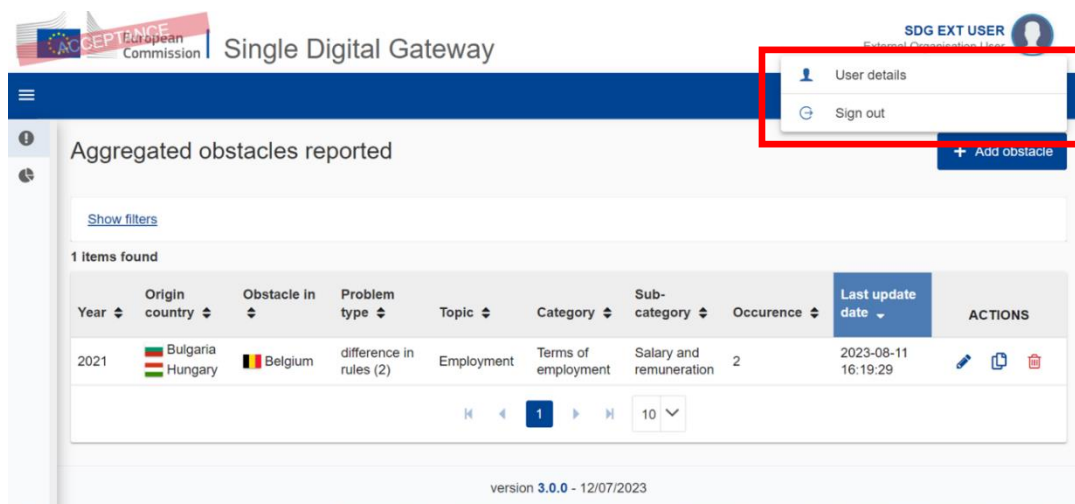 ACCEPTANCE
European
Commission
Single Digital Gateway
SDG EXT USER
External Organisation User
User details
Sign out
Aggregated obstacles reported
+ Add obstacle
Show filters
1 items found
Year Origin country Obstacle in Problem type Topic Category Sub-category Occurence Last update date ACTIONS
2021 Bulgaria Hungary Belgium difference in rules (2) Employment Terms of employment Salary and remuneration 2 2023-08-11 16:19:29
1 10
version 3.0.0 - 12/07/2023